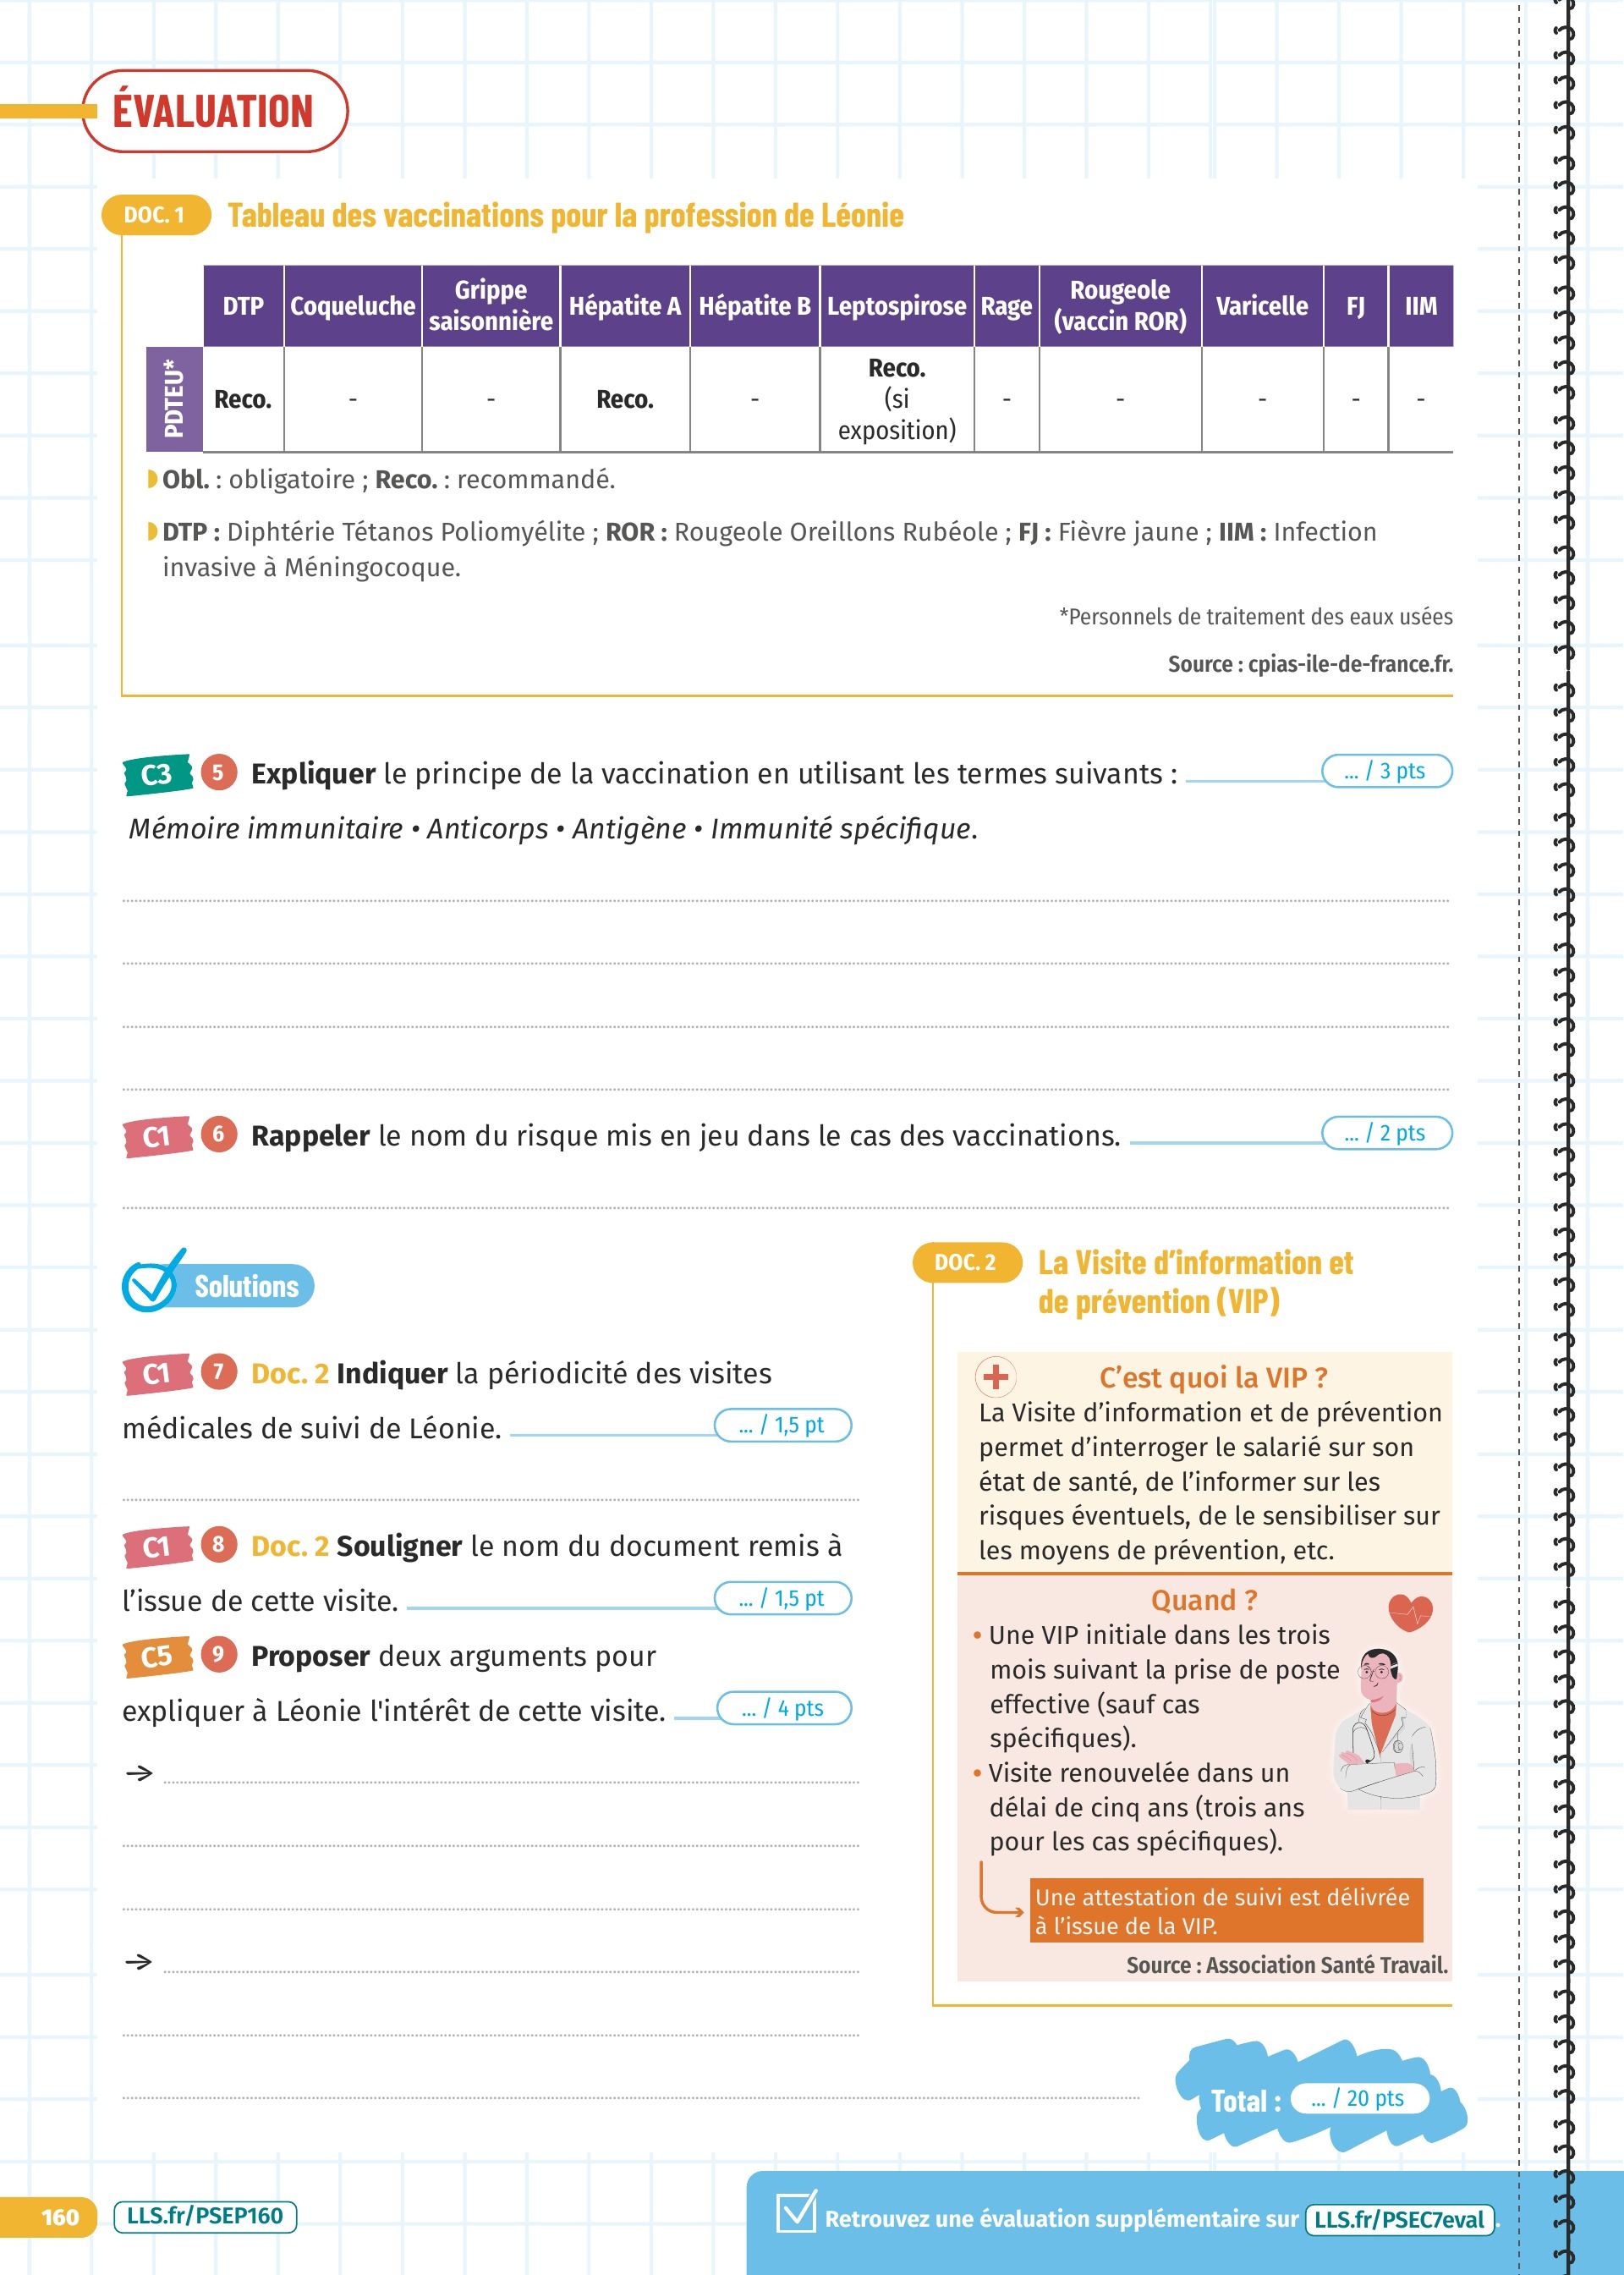 ÉVALUATION
DOC. 1 Tableau des vaccinations pour la profession de Léonie
DTP Coqueluche Grippe saisonnière Hépatite A Hépatite B Leptospirose Rage Rougeole (vaccin ROR) Varicelle FJ IIM
PDTEU* Reco. - - Reco. - Reco. (si exposition) - - - - -
Obl. : obligatoire ; Reco. : recommandé.
DTP : Diphtérie Tétanos Poliomyélite ; ROR : Rougeole Oreillons Rubéole ; FJ : Fièvre jaune ; IIM : Infection
invasive à Méningocoque.
*Personnels de traitement des eaux usées
Source : cpias-ile-de-france.fr.
C3 5 Expliquer le principe de la vaccination en utilisant les termes suivants : ... / 3 pts
Mémoire immunitaire • Anticorps • Antigène • Immunité spécifique.
C1 6 Rappeler le nom du risque mis en jeu dans le cas des vaccinations. ... / 2 pts
Solutions
C1 7 Doc. 2 Indiquer la périodicité des visites
médicales de suivi de Léonie. ... / 1,5 pt
C1 8 Doc. 2 Souligner le nom du document remis à
l'issue de cette visite. ... / 1,5 pt
C5 9 Proposer deux arguments pour
expliquer à Léonie l'intérêt de cette visite. ... / 4 pts
DOC. 2 La Visite d'information et
de prévention (VIP)
C'est quoi la VIP ?
La Visite d'information et de prévention
permet d'interroger le salarié sur son
état de santé, de l'informer sur les
risques éventuels, de le sensibiliser sur
les moyens de prévention, etc.
Quand ?
• Une VIP initiale dans les trois
mois suivant la prise de poste
effective (sauf cas
spécifiques).
• Visite renouvelée dans un
délai de cinq ans (trois ans
pour les cas spécifiques).
Une attestation de suivi est délivrée
à l'issue de la VIP.
Source : Association Santé Travail.
Total : ... / 20 pts
160 LLS.fr/PSEP160
Retrouvez une évaluation supplémentaire sur LLS.fr/PSEC7eval .